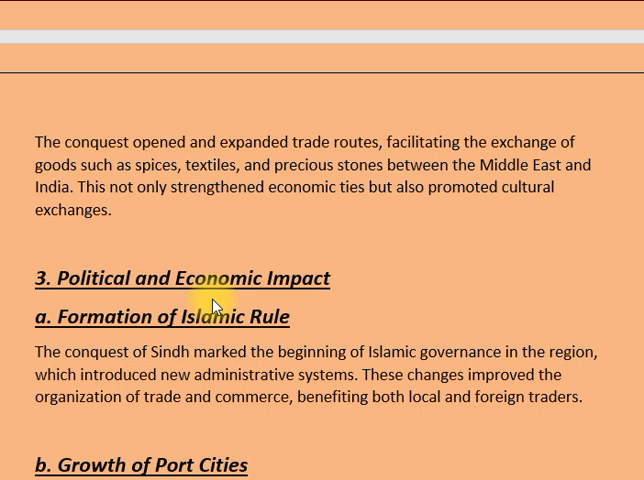 The conquest opened and expanded trade routes, facilitating the exchange of
goods such as spices, textiles, and precious stones between the Middle East and
India. This not only strengthened economic ties but also promoted cultural
exchanges.
3. Political and Economic Impact
a. Formation of Islamic Rule
The conquest of Sindh marked the beginning of Islamic governance in the region,
which introduced new administrative systems. These changes improved the
organization of trade and commerce, benefiting both local and foreign traders.
b. Growth of Port Cities